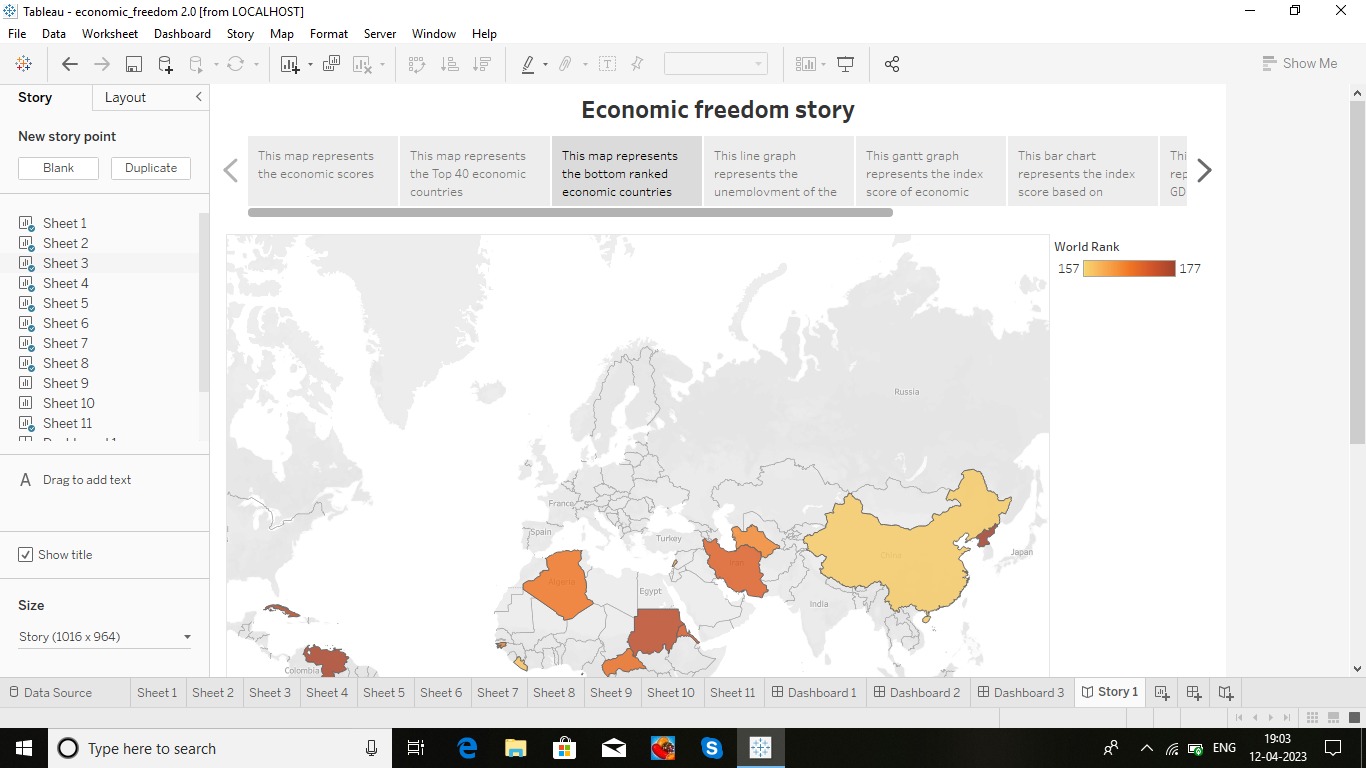 Tableau - economic_freedom 2.0 [from LOCALHOST]
File Data Worksheet Dashboard Story Map Format Server Window Help
Show Me
Story Layout
New story point
Blank Duplicate
Sheet 1
Sheet 2
Sheet 3
Sheet 4
Sheet 5
Sheet 6
Sheet 7
Sheet 8
Sheet 9
Sheet 10
Sheet 11
A Drag to add text
Show title
Size
Story (1016 x 964)
Economic freedom story
This map represents
the economic scores
This map represents
the Top 40 economic
countries
This map represents
the bottom ranked
economic countries
This line graph
represents the
unemployment of the
This gantt graph
represents the index
score of economic
This bar chart
represents the index
score based on
Thi
rep
GD
World Rank
157 177
Russia
France
Spain
Turkey
China
Japan
Iran
Algeria
Egypt
India
Colombia
Data Source Sheet 1 Sheet 2 Sheet 3 Sheet 4 Sheet 5 Sheet 6 Sheet 7 Sheet 8 Sheet 9 Sheet 10 Sheet 11 Dashboard 1 Dashboard 2 Dashboard 3 Story 1
Type here to search
ENG
19:03
12-04-2023